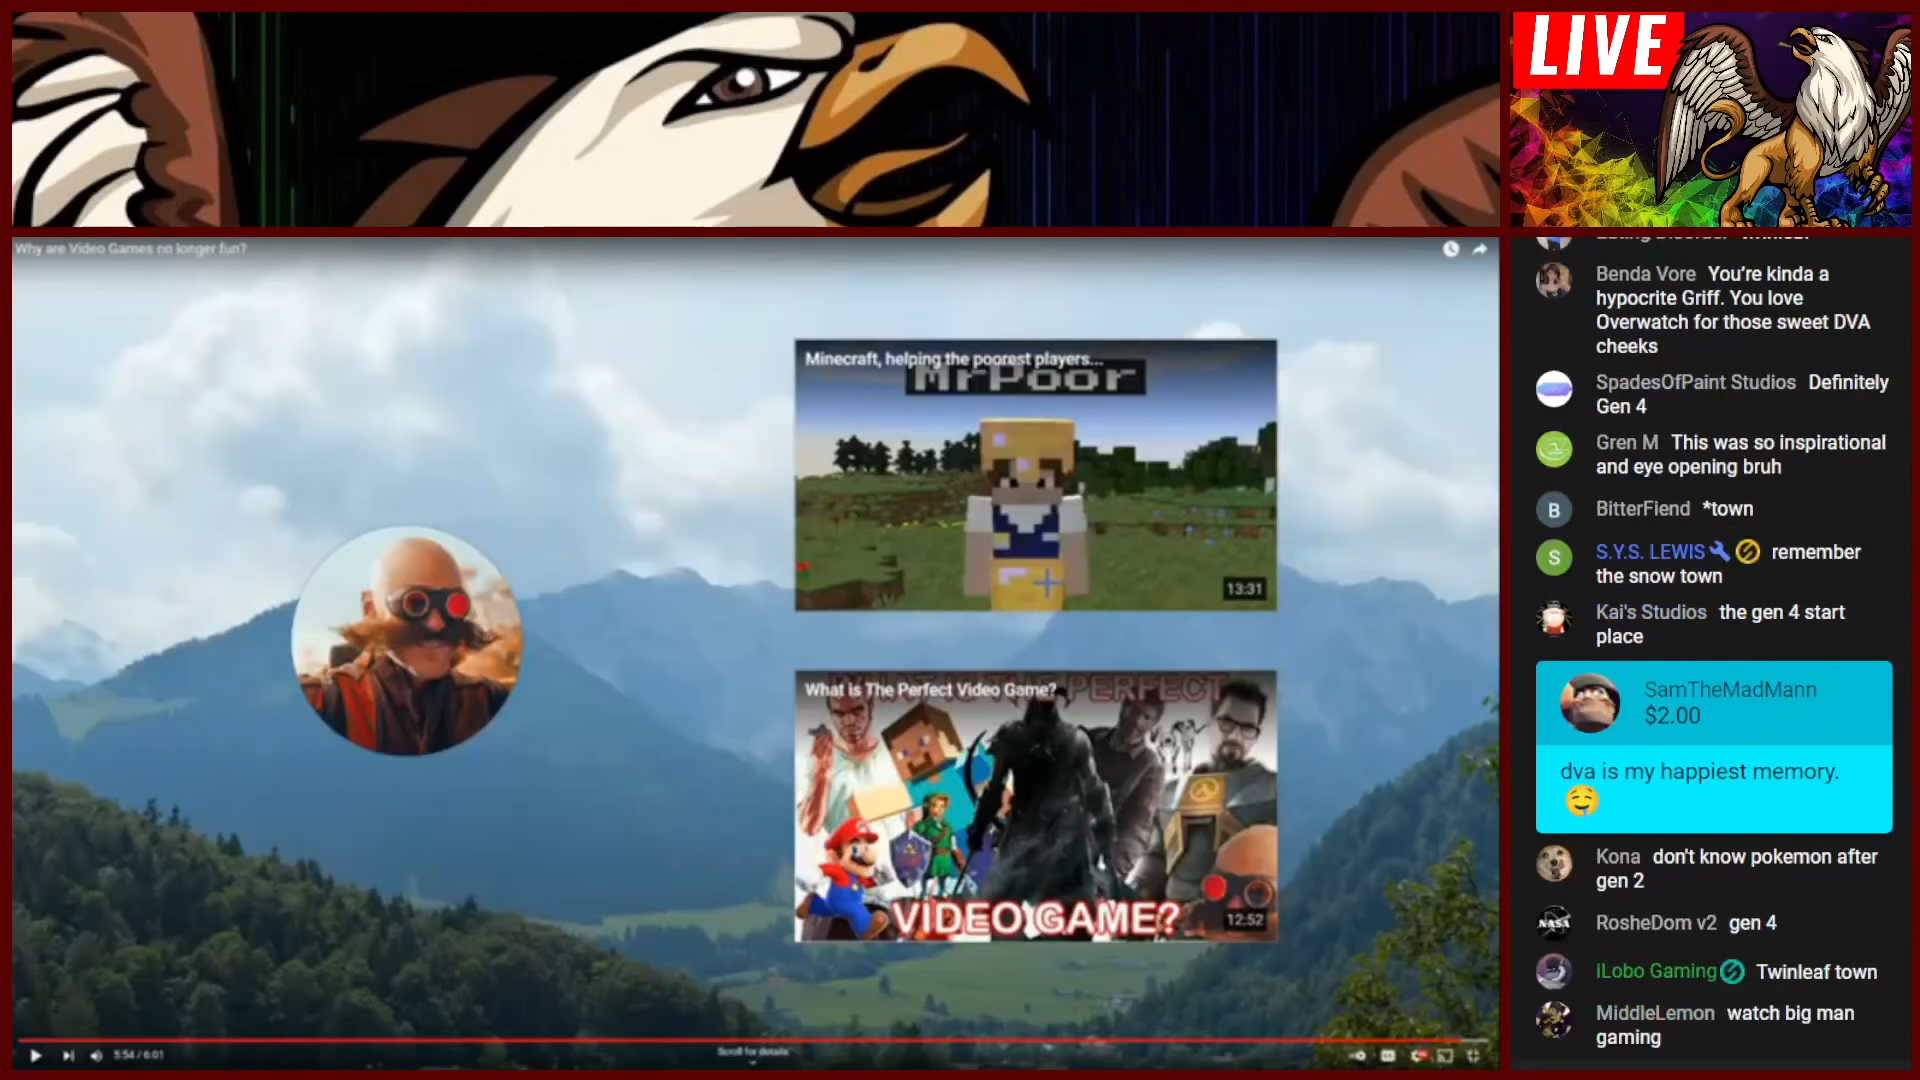 LIVE
Why are Video Games no longer fun?
Minecraft, helping the poorest players...
MrPoor
13:31
What is The Perfect Video Game?
PERFECT
VIDEO GAME?
12:52
5:54 / 6:01
Scroll for details
Benda Vore You're kinda a
hypocrite Griff. You love
Overwatch for those sweet DVA
cheeks
SpadesOfPaint Studios Definitely
Gen 4
Gren M This was so inspirational
and eye opening bruh
B BitterFiend *town
S S.Y.S. LEWIS remember
the snow town
Kai's Studios the gen 4 start
place
SamTheMadMann
$2.00
dva is my happiest memory.
Kona don't know pokemon after
gen 2
NASA RosheDom v2 gen 4
iLobo Gaming Twinleaf town
MiddleLemon watch big man
gaming